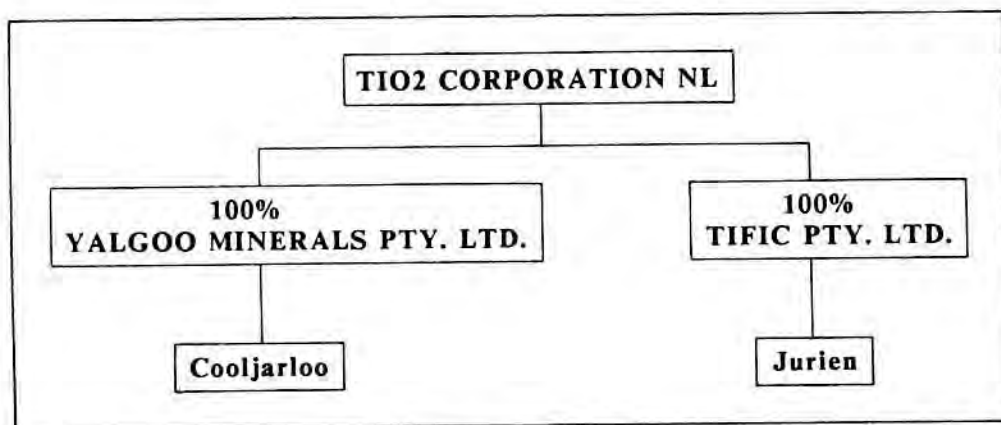 TIO2 CORPORATION NL
100%
YALGOO MINERALS PTY. LTD.
100%
TIFIC PTY. LTD.
Cooljarloo
Jurien